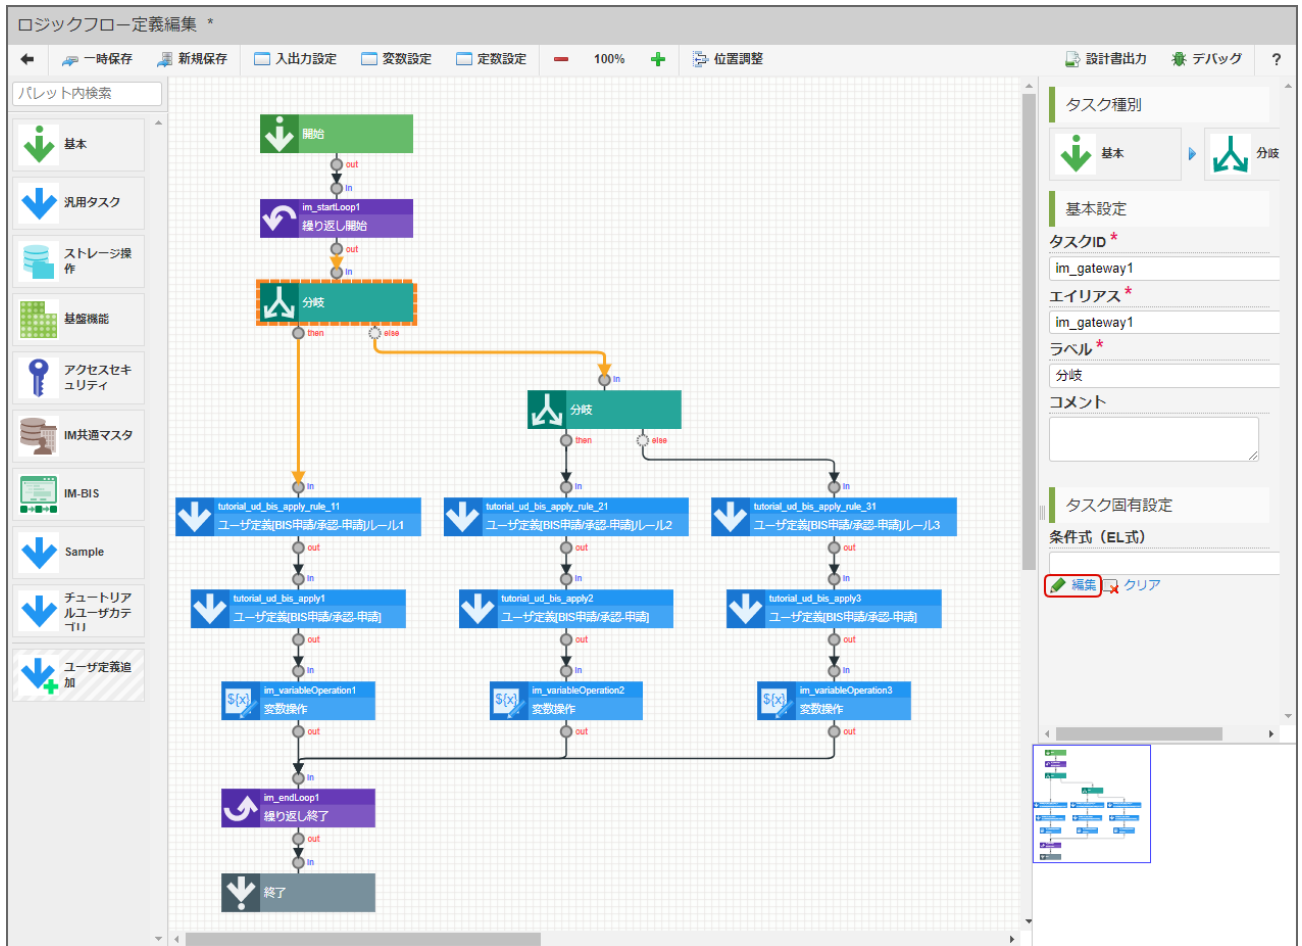 ロジックフロー定義編集 *
一時保存 新規保存 入出力設定 変数設定 定数設定 100% 位置調整 設計書出力 デバッグ ?
パレット内検索
基本
汎用タスク
ストレージ操
作
基盤機能
アクセスセキ
ュリティ
IM共通マスタ
IM-BIS
Sample
チュートリア
ルユーザカテ
ゴリ
ユーザ定義追
加
開始
out
in
im_startLoop1
繰り返し開始
out
in
分岐
then else
in
分岐
then else
in in in
tutorial_ud_bis_apply_rule_11 tutorial_ud_bis_apply_rule_21 tutorial_ud_bis_apply_rule_31
ユーザ定義[BIS申請/承認-申請]ルール1 ユーザ定義[BIS申請/承認-申請]ルール2 ユーザ定義[BIS申請/承認-申請]ルール3
out out out
in in in
tutorial_ud_bis_apply1 tutorial_ud_bis_apply2 tutorial_ud_bis_apply3
ユーザ定義[BIS申請/承認-申請] ユーザ定義[BIS申請/承認-申請] ユーザ定義[BIS申請/承認-申請]
out out out
in in in
im_variableOperation1 im_variableOperation2 im_variableOperation3
${x} 変数操作 ${x} 変数操作 ${x} 変数操作
out out out
in
im_endLoop1
繰り返し終了
out
in
終了
タスク種別
基本 分岐
基本設定
タスクID *
im_gateway1
エイリアス *
im_gateway1
ラベル *
分岐
コメント
タスク固有設定
条件式（EL式）
編集 クリア